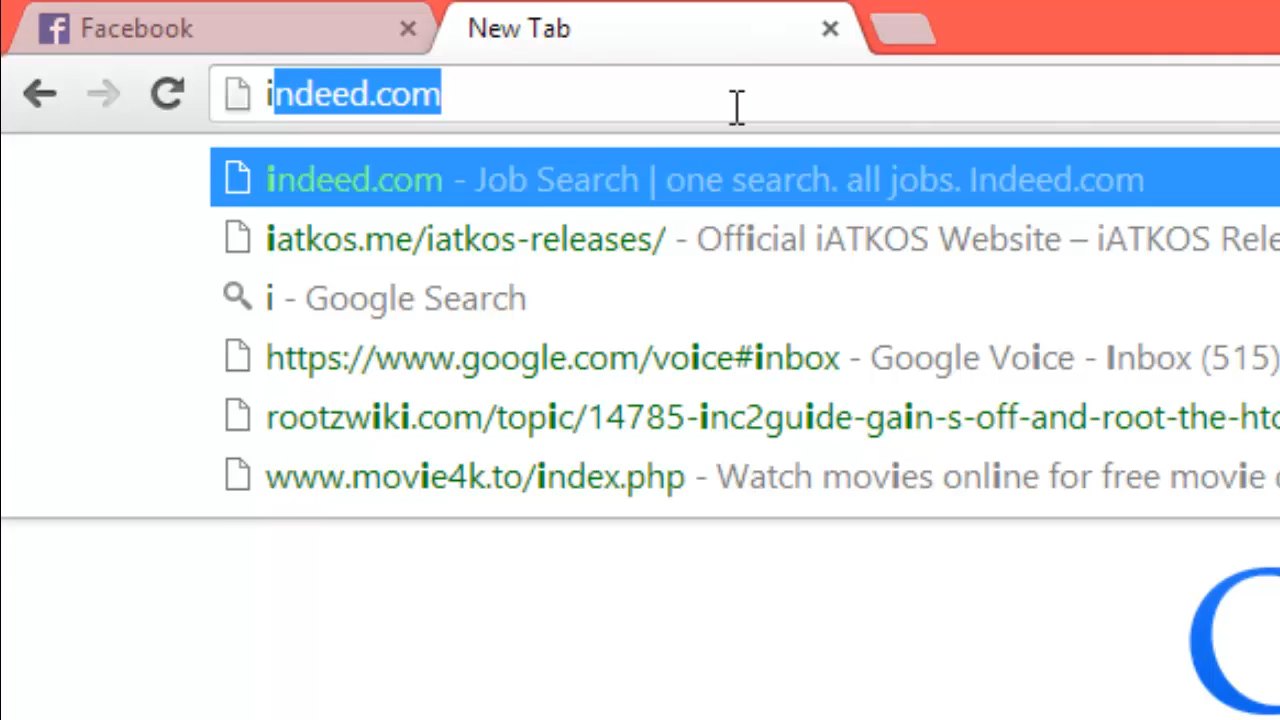 Facebook
New Tab
indeed.com
indeed.com - Job Search | one search. all jobs. Indeed.com
iatkos.me/iatkos-releases/ - Official iATKOS Website – iATKOS Rele
i - Google Search
https://www.google.com/voice#inbox - Google Voice - Inbox (515)
rootzwiki.com/topic/14785-inc2guide-gain-s-off-and-root-the-htc
www.movie4k.to/index.php - Watch movies online for free movie